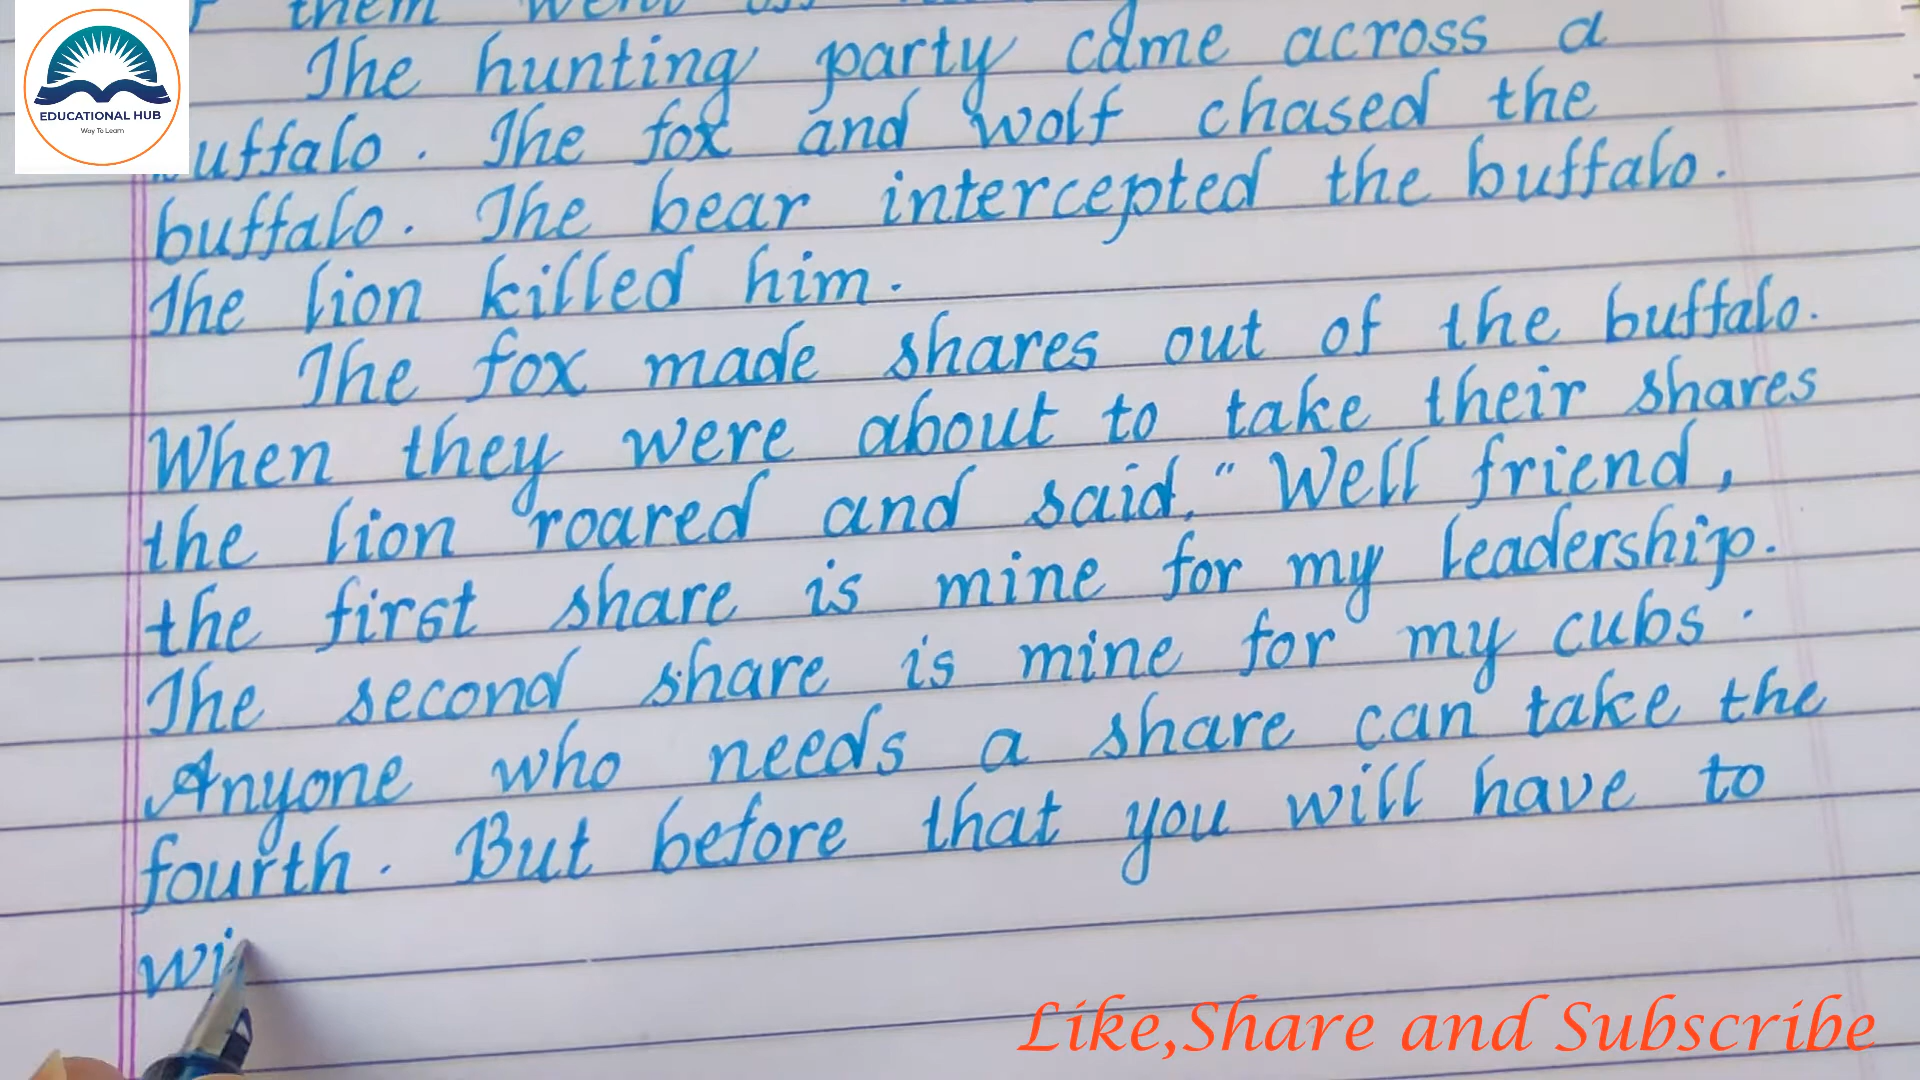 them went
The hunting party came across a
uffalo. The fox and wolf chased the
buffalo. The bear intercepted the buffalo.
The lion killed him.
The fox made shares out of the buffalo.
When they were about to take their shares
the lion roared and said, "Well friend,
the first share is mine for my leadership.
The second share is mine for my cubs.
Anyone who needs a share can take the
fourth. But before that you will have to
wi
EDUCATIONAL HUB
Way To Learn
Like,Share and Subscribe